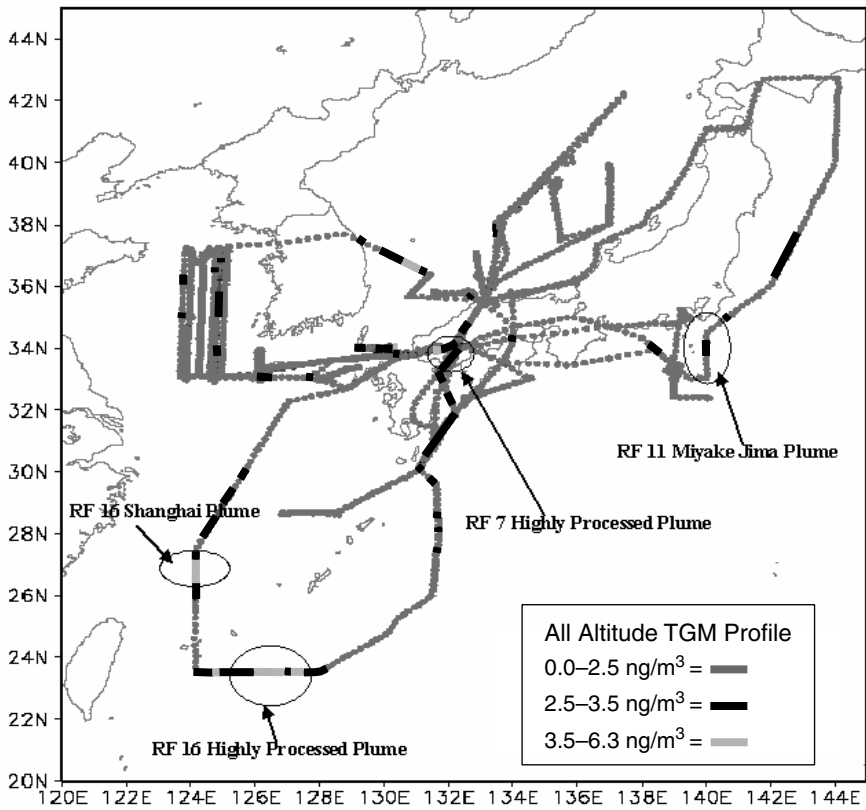 44N
42N
40N
38N
36N
34N
32N
30N
28N
26N
24N
22N
20N
120E 122E 124E 126E 128E 130E 132E 134E 136E 138E 140E 142E 144E
RF 11 Miyake Jima Plume
RF 16 Shanghai Plume
RF 7 Highly Processed Plume
RF 16 Highly Processed Plume
All Altitude TGM Profile
0.0–2.5 ng/m³ =
2.5–3.5 ng/m³ =
3.5–6.3 ng/m³ =